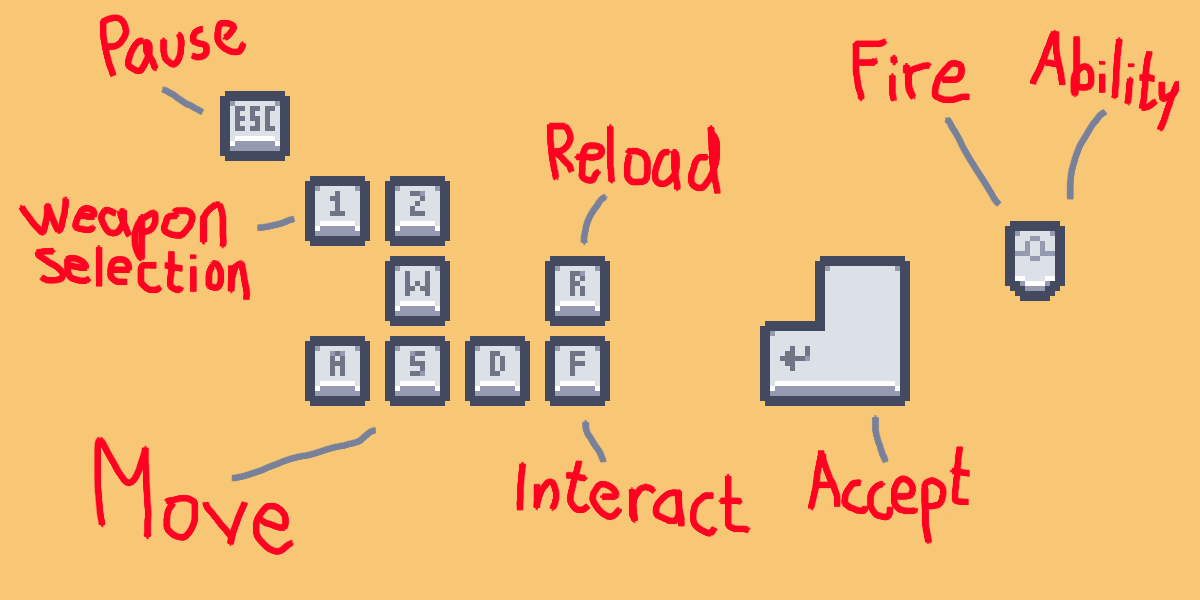 Pause
Fire
Ability
ESC
Reload
1 2
Weapon
Selection
W
R
A S D F
Move
Interact
Accept